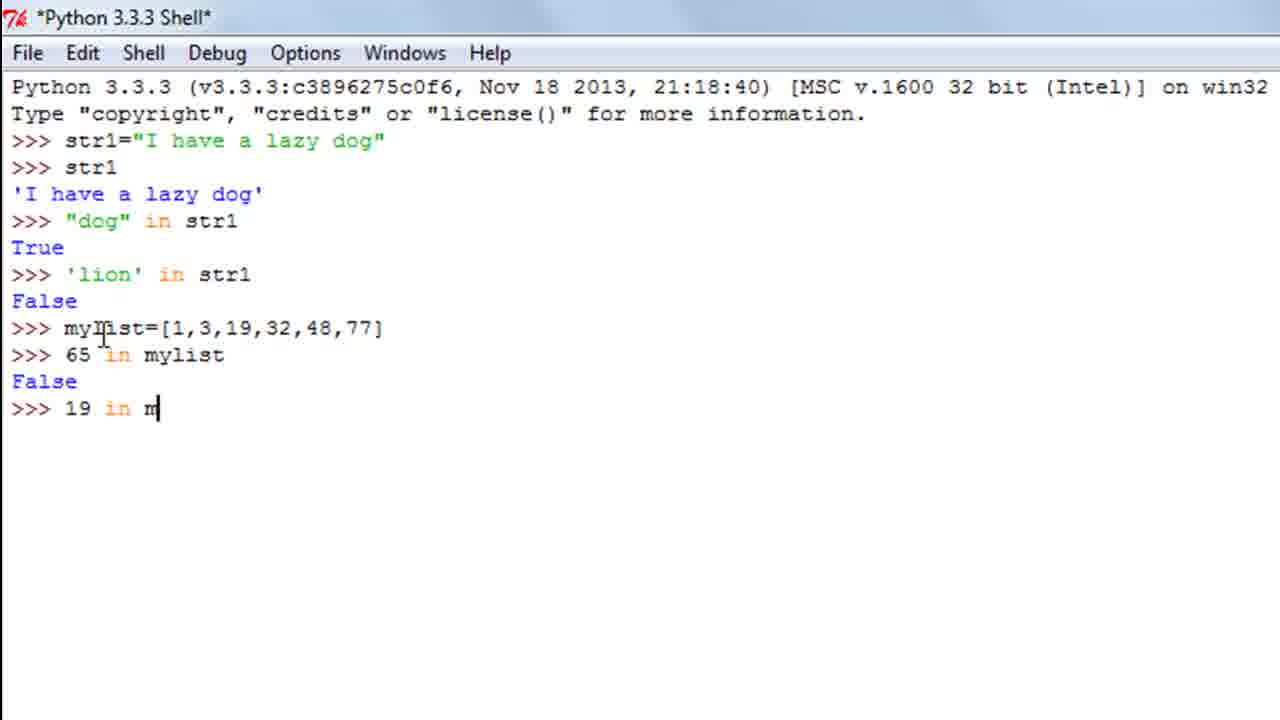 *Python 3.3.3 Shell*
File Edit Shell Debug Options Windows Help
Python 3.3.3 (v3.3.3:c3896275c0f6, Nov 18 2013, 21:18:40) [MSC v.1600 32 bit (Intel)] on win32
Type "copyright", "credits" or "license()" for more information.
>>> str1="I have a lazy dog"
>>> str1
'I have a lazy dog'
>>> "dog" in str1
True
>>> 'lion' in str1
False
>>> mylist=[1,3,19,32,48,77]
>>> 65 in mylist
False
>>> 19 in m